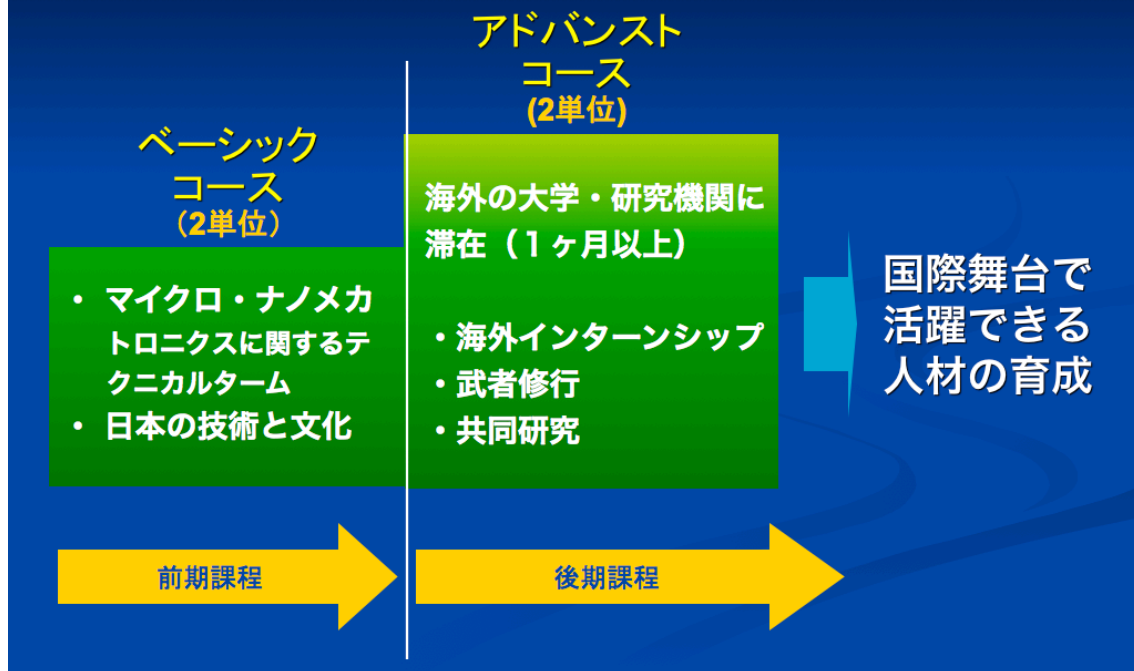 アドバンスト
コース
(2単位)
ベーシック
コース
(2単位)
・ マイクロ・ナノメカ
トロニクスに関するテ
クニカルターム
・ 日本の技術と文化
海外の大学・研究機関に
滞在（１ヶ月以上）
・海外インターンシップ
・武者修行
・共同研究
国際舞台で
活躍できる
人材の育成
前期課程
後期課程